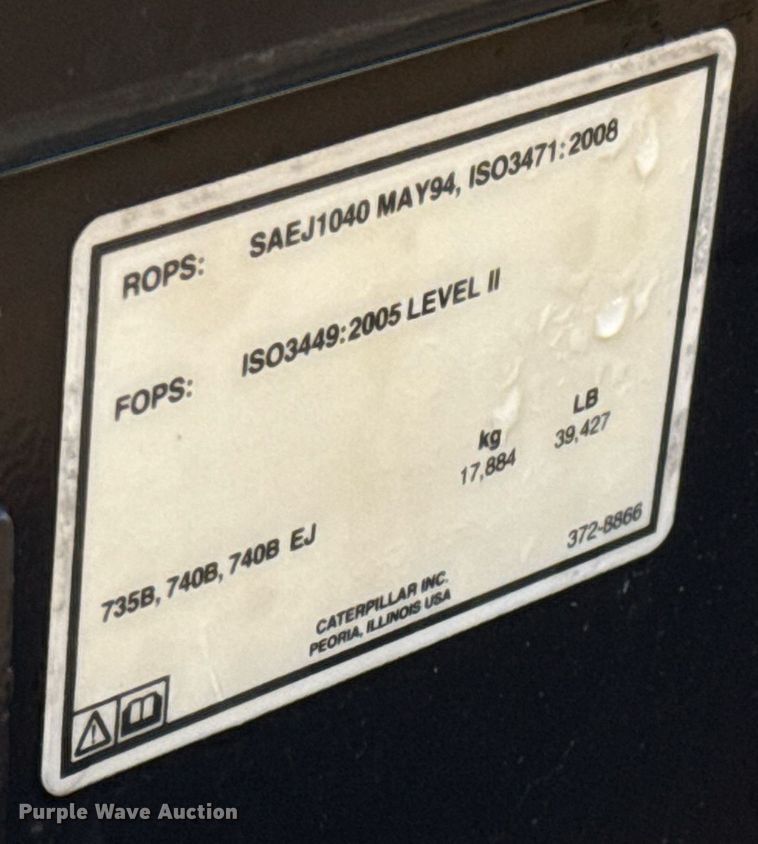 ROPS: SAEJ1040 MAY94, ISO3471:2008
FOPS: ISO3449:2005 LEVEL II
kg LB
17,884 39,427
735B, 740B, 740B EJ
372-8866
CATERPILLAR INC.
PEORIA, ILLINOIS USA
Purple Wave Auction